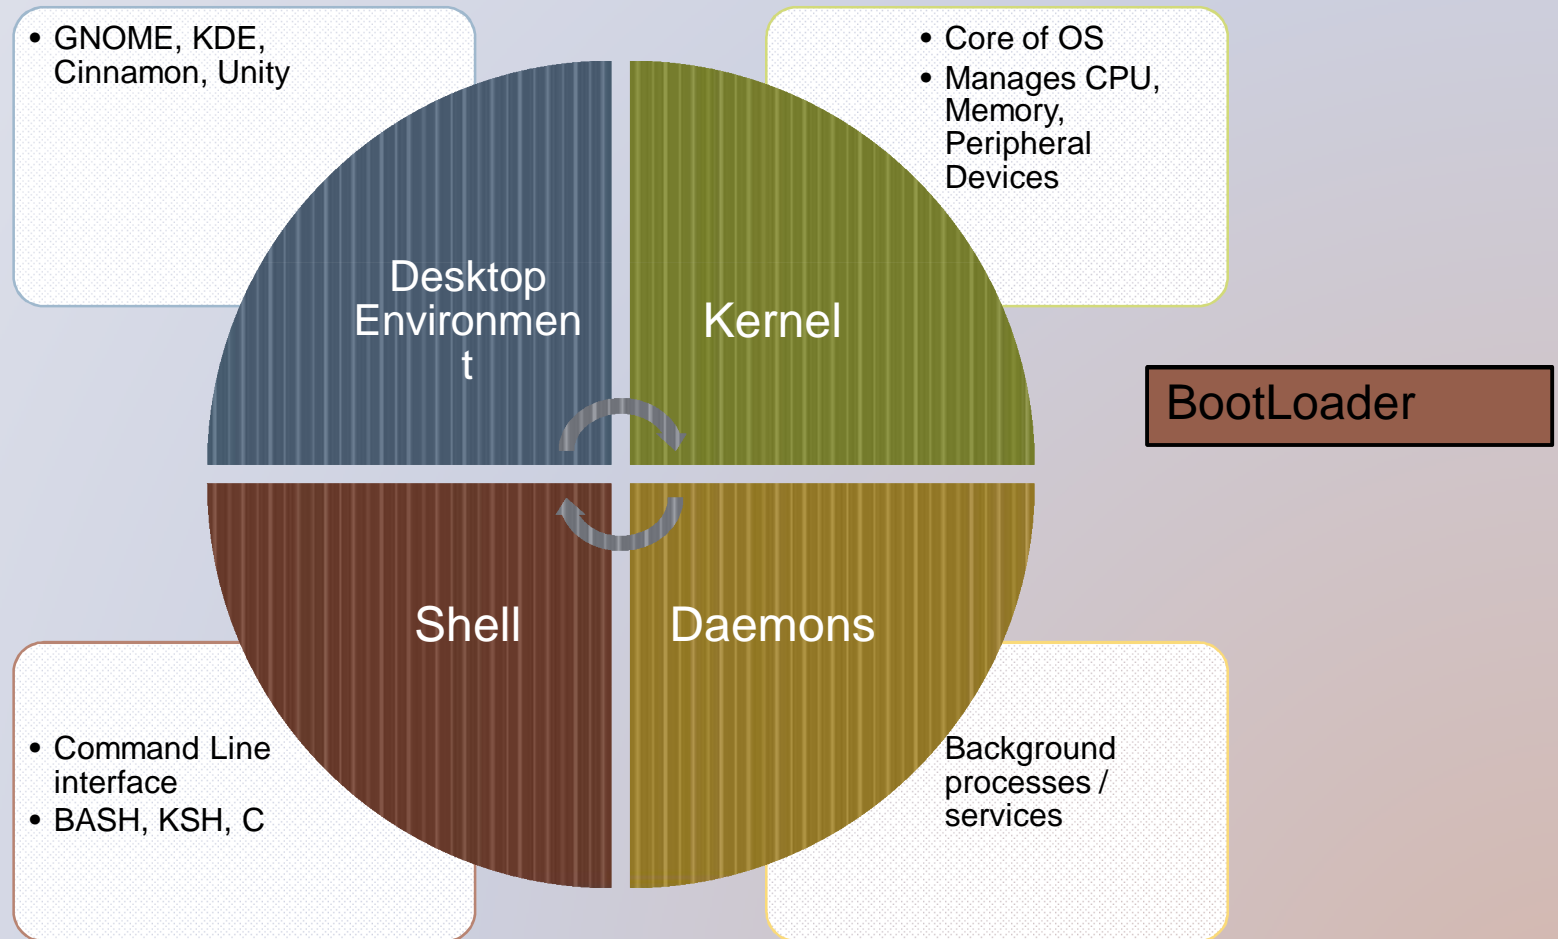 • GNOME, KDE,
Cinnamon, Unity
• Core of OS
• Manages CPU,
Memory,
Peripheral
Devices
Desktop
Environmen
t
Kernel
BootLoader
Shell
Daemons
• Command Line
interface
• BASH, KSH, C
Background
processes /
services